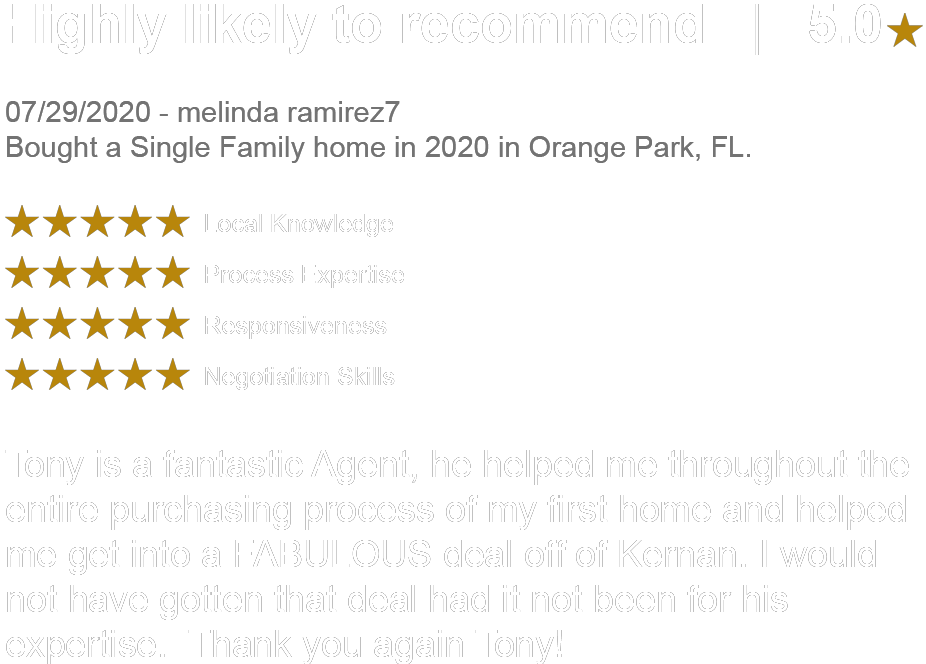 Highly likely to recommend | 5.0★
07/29/2020 - melinda ramirez7
Bought a Single Family home in 2020 in Orange Park, FL.
★★★★★ Local Knowledge
★★★★★ Process Expertise
★★★★★ Responsiveness
★★★★★ Negotiation Skills
Tony is a fantastic Agent, he helped me throughout the
entire purchasing process of my first home and helped
me get into a FABULOUS deal off of Kernan. I would
not have gotten that deal had it not been for his
expertise.  Thank you again Tony!